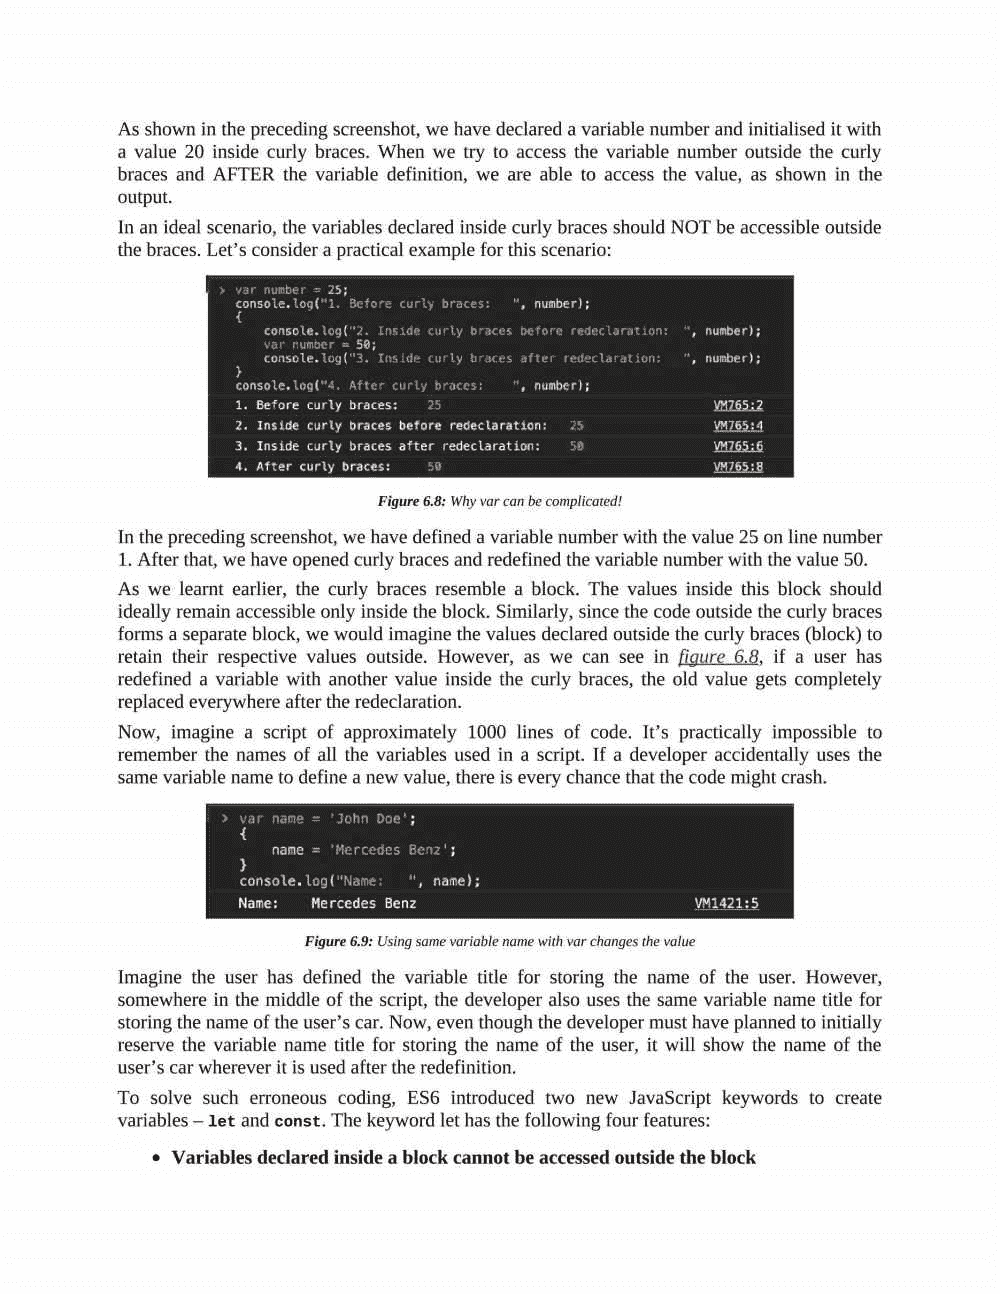 As shown in the preceding screenshot, we have declared a variable number and initialised it with
a value 20 inside curly braces. When we try to access the variable number outside the curly
braces and AFTER the variable definition, we are able to access the value, as shown in the
output.
In an ideal scenario, the variables declared inside curly braces should NOT be accessible outside
the braces. Let’s consider a practical example for this scenario:
> var number = 25;
console.log("1. Before curly braces:   ", number);
{
    console.log("2. Inside curly braces before redeclaration:  ", number);
    var number = 50;
    console.log("3. Inside curly braces after redeclaration:   ", number);
}
console.log("4. After curly braces:    ", number);
1. Before curly braces:    25 VM765:2
2. Inside curly braces before redeclaration:   25 VM765:4
3. Inside curly braces after redeclaration:    50 VM765:6
4. After curly braces:     50 VM765:8
Figure 6.8: Why var can be complicated!
In the preceding screenshot, we have defined a variable number with the value 25 on line number
1. After that, we have opened curly braces and redefined the variable number with the value 50.
As we learnt earlier, the curly braces resemble a block. The values inside this block should
ideally remain accessible only inside the block. Similarly, since the code outside the curly braces
forms a separate block, we would imagine the values declared outside the curly braces (block) to
retain their respective values outside. However, as we can see in figure 6.8, if a user has
redefined a variable with another value inside the curly braces, the old value gets completely
replaced everywhere after the redeclaration.
Now, imagine a script of approximately 1000 lines of code. It’s practically impossible to
remember the names of all the variables used in a script. If a developer accidentally uses the
same variable name to define a new value, there is every chance that the code might crash.
> var name = 'John Doe';
{
    name = 'Mercedes Benz';
}
console.log("Name:   ", name);
Name:    Mercedes Benz VM1421:5
Figure 6.9: Using same variable name with var changes the value
Imagine the user has defined the variable title for storing the name of the user. However,
somewhere in the middle of the script, the developer also uses the same variable name title for
storing the name of the user’s car. Now, even though the developer must have planned to initially
reserve the variable name title for storing the name of the user, it will show the name of the
user’s car wherever it is used after the redefinition.
To solve such erroneous coding, ES6 introduced two new JavaScript keywords to create
variables – let and const. The keyword let has the following four features:
• Variables declared inside a block cannot be accessed outside the block